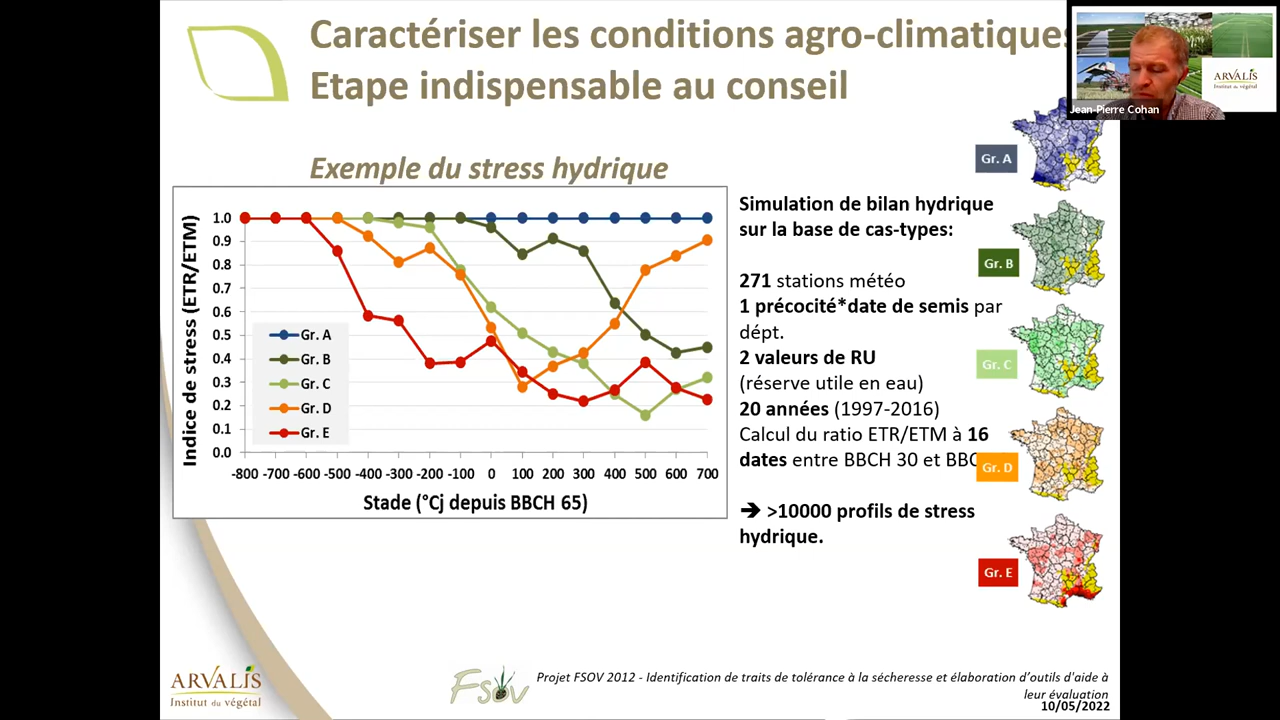 Caractériser les conditions agro-climatiques
Etape indispensable au conseil
ARVALIS
Institut du végétal
Jean-Pierre Cohan
Exemple du stress hydrique
Indice de stress (ETR/ETM)
1.0
0.9
0.8
0.7
0.6
0.5
0.4
0.3
0.2
0.1
0.0
Gr. A
Gr. B
Gr. C
Gr. D
Gr. E
-800 -700 -600 -500 -400 -300 -200 -100 0 100 200 300 400 500 600 700
Stade (°Cj depuis BBCH 65)
Simulation de bilan hydrique
sur la base de cas-types:
271 stations météo
1 précocité*date de semis par
dépt.
2 valeurs de RU
(réserve utile en eau)
20 années (1997-2016)
Calcul du ratio ETR/ETM à 16
dates entre BBCH 30 et
➔ >10000 profils de stress
hydrique.
Gr. A
Gr. B
Gr. C
Gr. D
Gr. E
ARVALIS
Institut du végétal
FSOV
Projet FSOV 2012 - Identification de traits de tolérance à la sécheresse et élaboration d'outils d'aide à
leur évaluation
10/05/2022